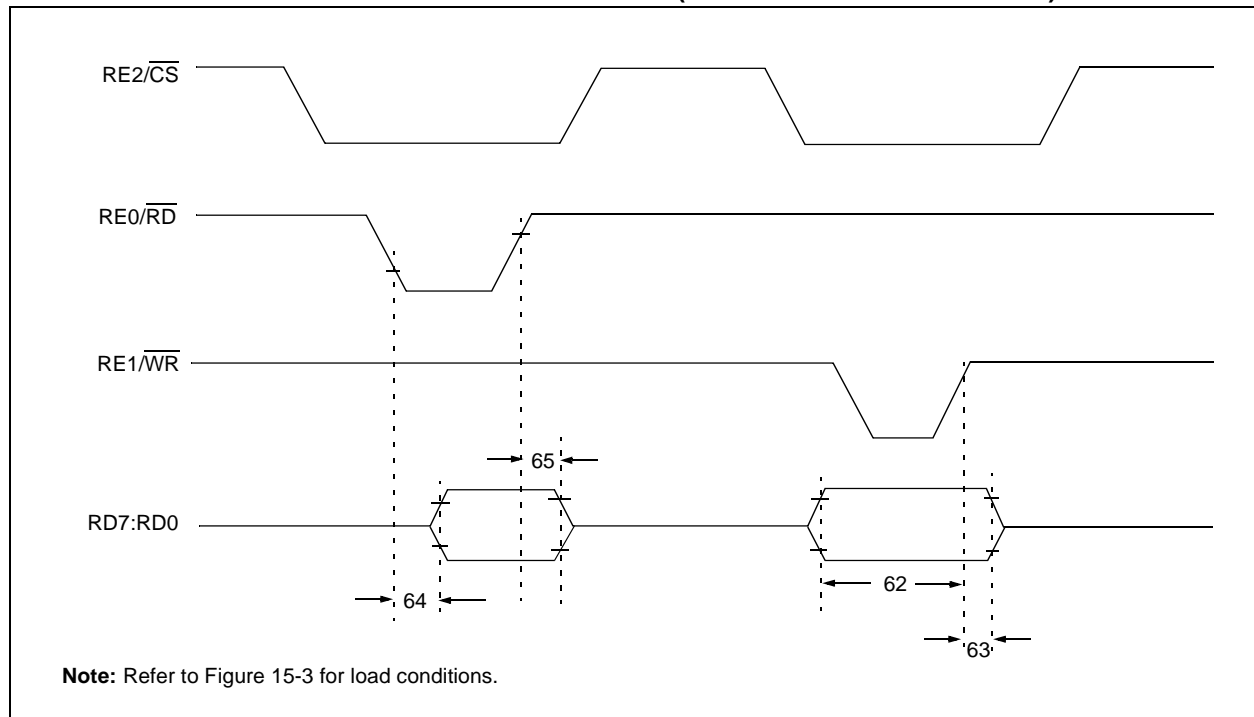 RE2/CS
RE0/RD
RE1/WR
65
RD7:RD0
62
64
63
Note: Refer to Figure 15-3 for load conditions.